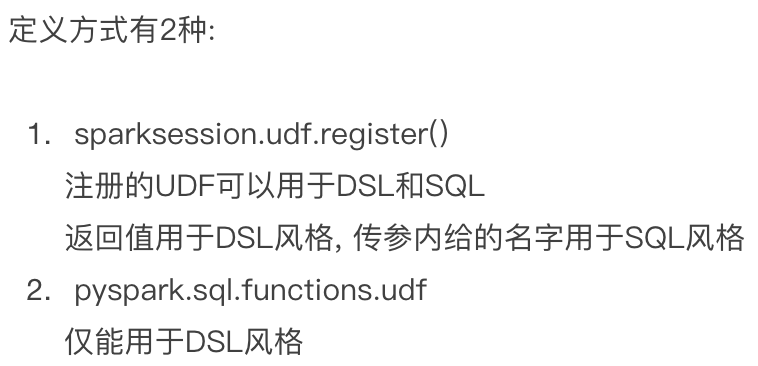 定义方式有2种:
1. sparksession.udf.register()
注册的UDF可以用于DSL和SQL
返回值用于DSL风格, 传参内给的名字用于SQL风格
2. pyspark.sql.functions.udf
仅能用于DSL风格